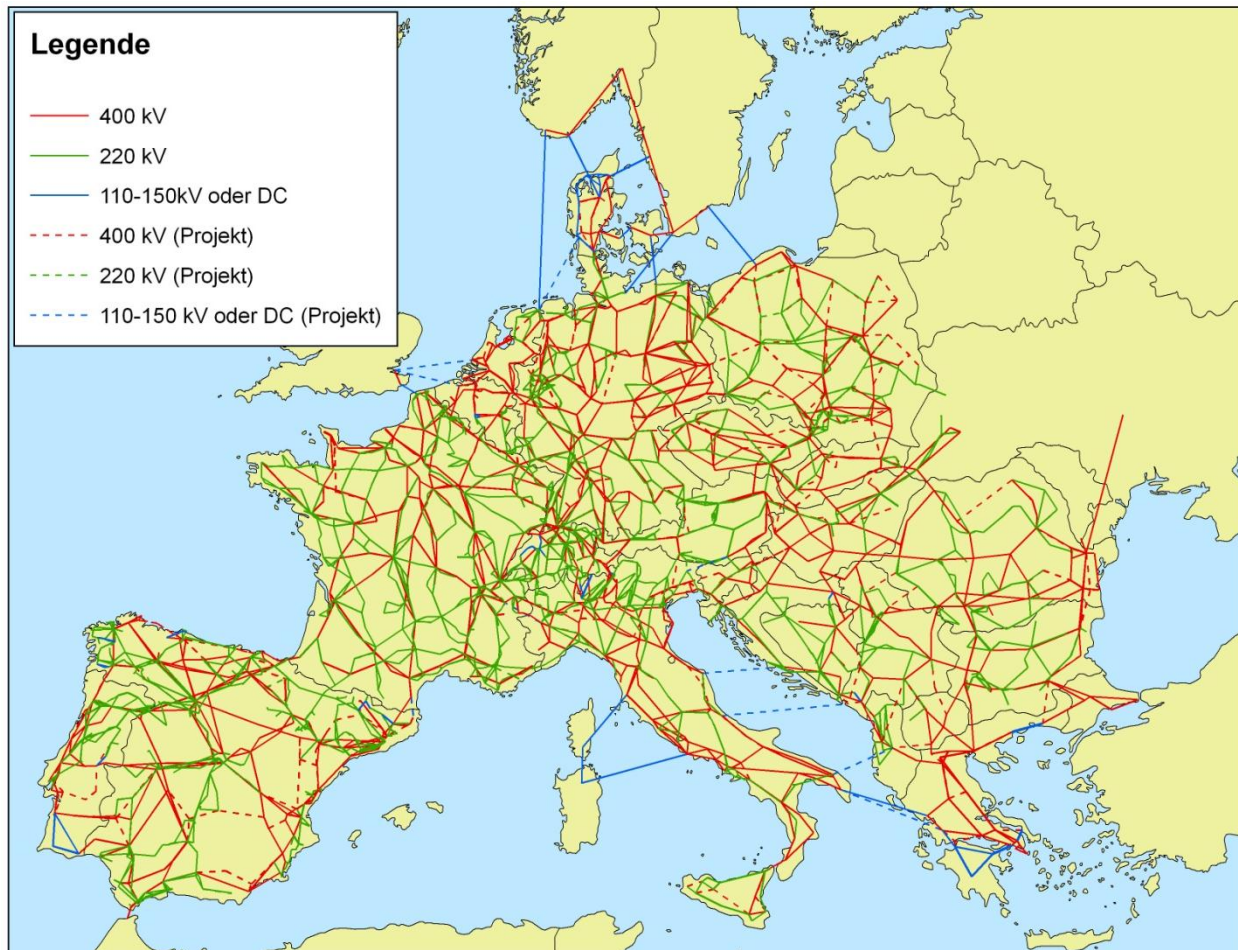 Legende
400 kV
220 kV
110-150kV oder DC
400 kV (Projekt)
220 kV (Projekt)
110-150 kV oder DC (Projekt)